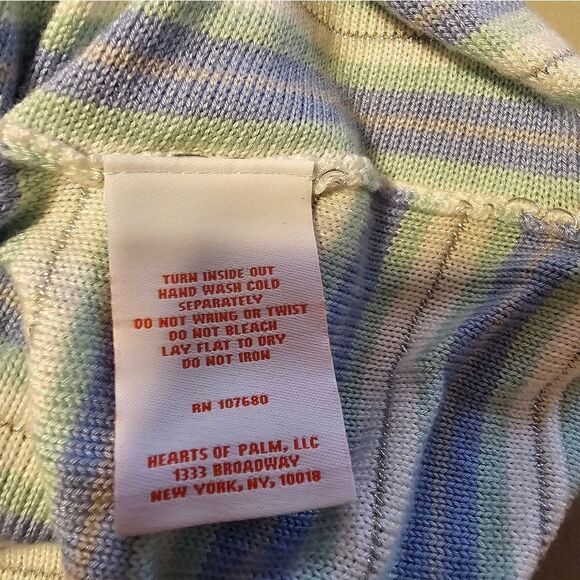 TURN INSIDE OUT
HAND WASH COLD
SEPARATELY
DO NOT WRING OR TWIST
DO NOT BLEACH
LAY FLAT TO DRY
DO NOT IRON
RN 107680
HEARTS OF PALM, LLC
1333 BROADWAY
NEW YORK, NY, 10018